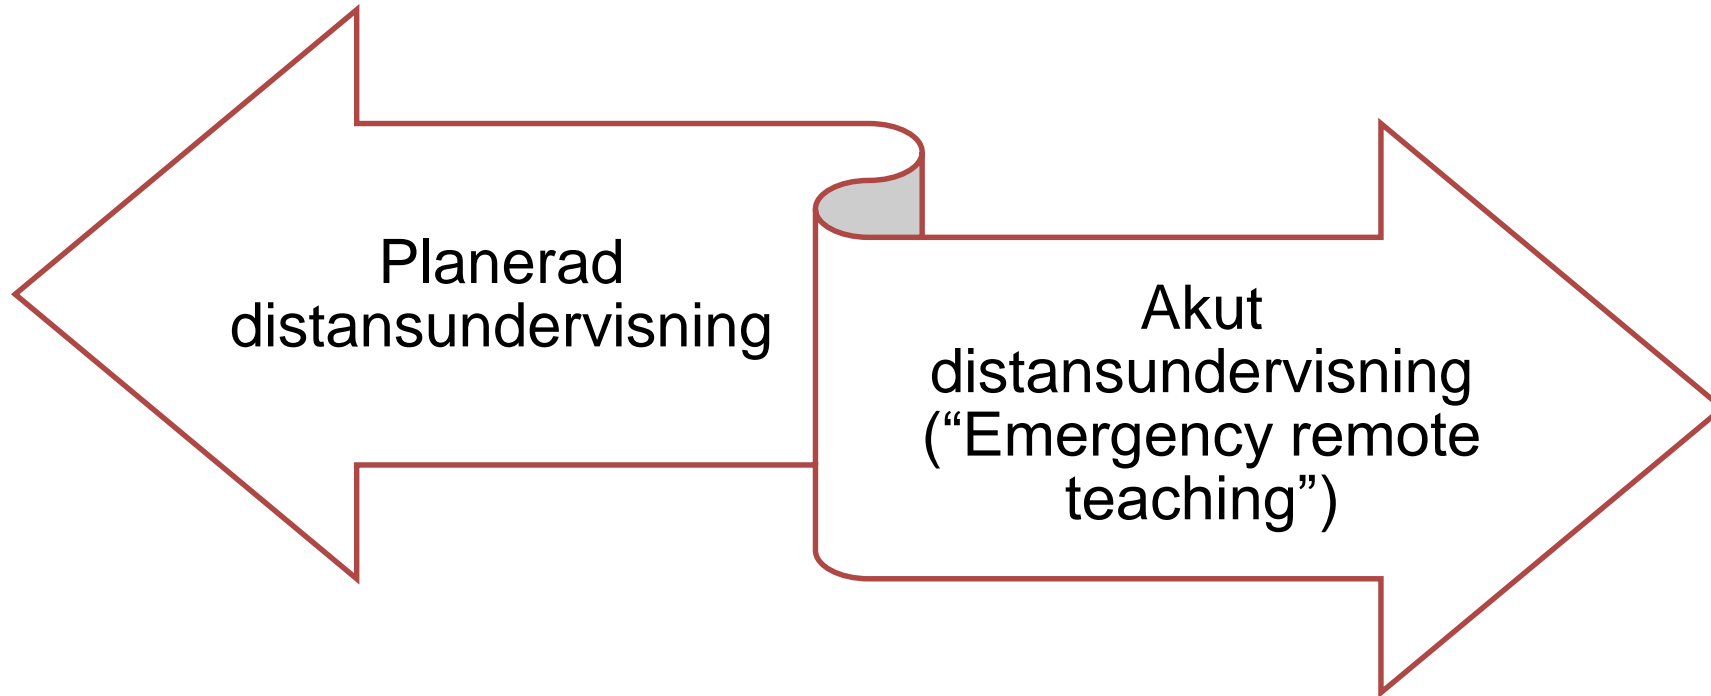 Planerad
distansundervisning
Akut
distansundervisning
(“Emergency remote
teaching”)